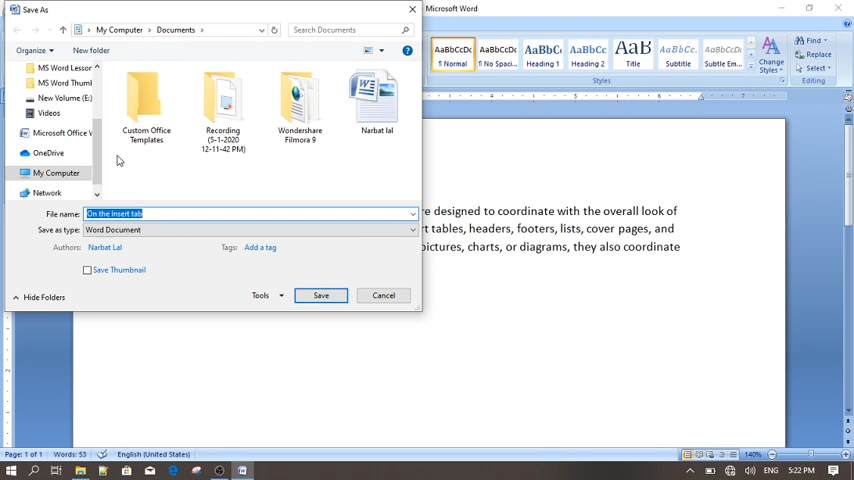 Save As
Microsoft Word
My Computer
Documents
Search Documents
Organize
New folder
MS Word Lesson
MS Word Thuml
New Volume (E:)
Videos
Microsoft Office W
OneDrive
My Computer
Network
Custom Office
Templates
Recording
(5-1-2020
12-11-42 PM)
Wondershare
Filmora 9
Narbat lal
File name: On the Insert tab
Save as type: Word Document
Authors: Narbat Lal Tags: Add a tag
Save Thumbnail
Hide Folders
Tools
Save
Cancel
AaBbCcDc
¶ Normal
AaBbCcDc
¶ No Spaci...
AaBbC
Heading 1
AaBbCc
Heading 2
AaB
Title
AaBbCc.
Subtitle
AaBbCcDc
Subtle Em...
Change
Styles
Styles
Find
Replace
Select
Editing
re designed to coordinate with the overall look of
rt tables, headers, footers, lists, cover pages, and
pictures, charts, or diagrams, they also coordinate
Page: 1 of 1 Words: 53 English (United States) 140%
ENG 5:22 PM